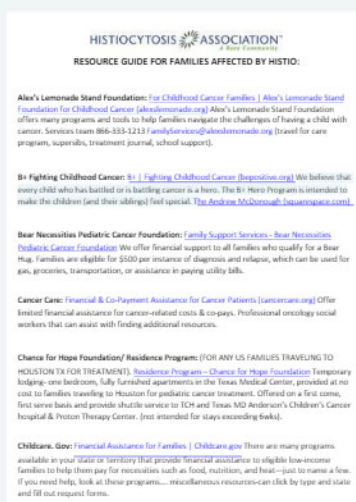 HISTIOCYTOSIS ASSOCIATION
A Rare Community
RESOURCE GUIDE FOR FAMILIES AFFECTED BY HISTIO:
Alex's Lemonade Stand Foundation: For Childhood Cancer Families | Alex's Lemonade Stand
Foundation for Childhood Cancer (alexslemonade.org) Alex's Lemonade Stand Foundation
offers many programs and tools to help families navigate the challenges of having a child with
cancer. Services team 866-333-1213 FamilyServices@alexslemonade.org (travel for care
program, supersibs, treatment journal, school support).
B+ Fighting Childhood Cancer: B+ | Fighting Childhood Cancer (bepositive.org) We believe that
every child who has battled or is battling cancer is a hero. The B+ Hero Program is intended to
make the children (and their siblings) feel special. The Andrew McDonough (squarespace.com)
Bear Necessities Pediatric Cancer Foundation: Family Support Services - Bear Necessities
Pediatric Cancer Foundation We offer financial support to all families who qualify for a Bear
Hug. Families are eligible for $500 per instance of diagnosis and relapse, which can be used for
gas, groceries, transportation, or assistance in paying utility bills.
Cancer Care: Financial & Co-Payment Assistance for Cancer Patients (cancercare.org) Offer
limited financial assistance for cancer-related costs & co-pays. Professional oncology social
workers that can assist with finding additional resources.
Chance for Hope Foundation/ Residence Program: (FOR ANY US FAMILIES TRAVELING TO
HOUSTON TX FOR TREATMENT). Residence Program – Chance for Hope Foundation Temporary
lodging- one bedroom, fully furnished apartments in the Texas Medical Center, provided at no
cost to families traveling to Houston for pediatric cancer treatment. Offered on a first come,
first serve basis and provide shuttle service to TCH and Texas MD Anderson's Children's Cancer
hospital & Proton Therapy Center. (not intended for stays exceeding 6wks).
Childcare. Gov: Financial Assistance for Families | Childcare.gov There are many programs
available in your state or territory that provide financial assistance to eligible low-income
families to help them pay for necessities such as food, nutrition, and heat—just to name a few.
If you need help, look at these programs.... miscellaneous resources-can click by type and state
and fill out request forms.